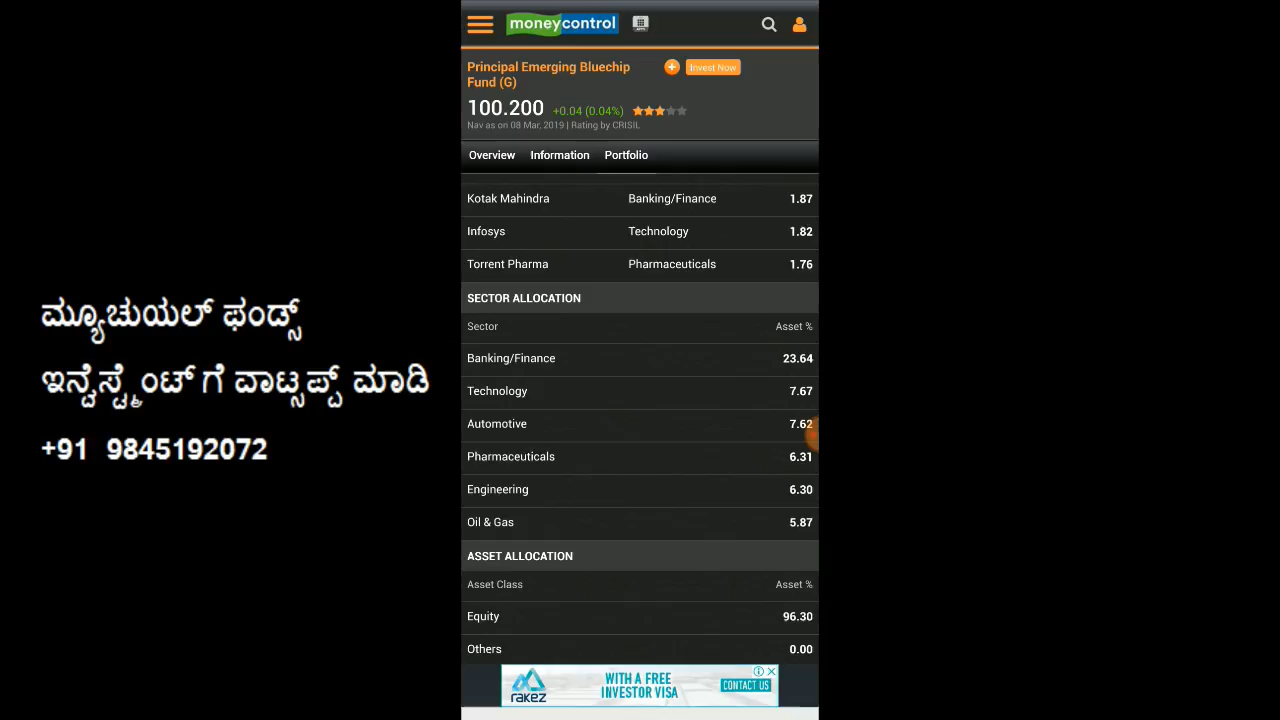 moneycontrol
Principal Emerging Bluechip
Fund (G)
Invest Now
100.200 +0.04 (0.04%)
Nav as on 08 Mar, 2019 | Rating by CRISIL
Overview Information Portfolio
Kotak Mahindra Banking/Finance 1.87
Infosys Technology 1.82
Torrent Pharma Pharmaceuticals 1.76
SECTOR ALLOCATION
Sector Asset %
Banking/Finance 23.64
Technology 7.67
Automotive 7.62
Pharmaceuticals 6.31
Engineering 6.30
Oil & Gas 5.87
ASSET ALLOCATION
Asset Class Asset %
Equity 96.30
Others 0.00
rakez
WITH A FREE
INVESTOR VISA
CONTACT US
ಮ್ಯೂಚುಯಲ್ ಫಂಡ್ಸ್
ಇನ್ವೆಸ್ಟ್ಮೆಂಟ್ ಗೆ ವಾಟ್ಸಪ್ಪ್ ಮಾಡಿ
+91 9845192072